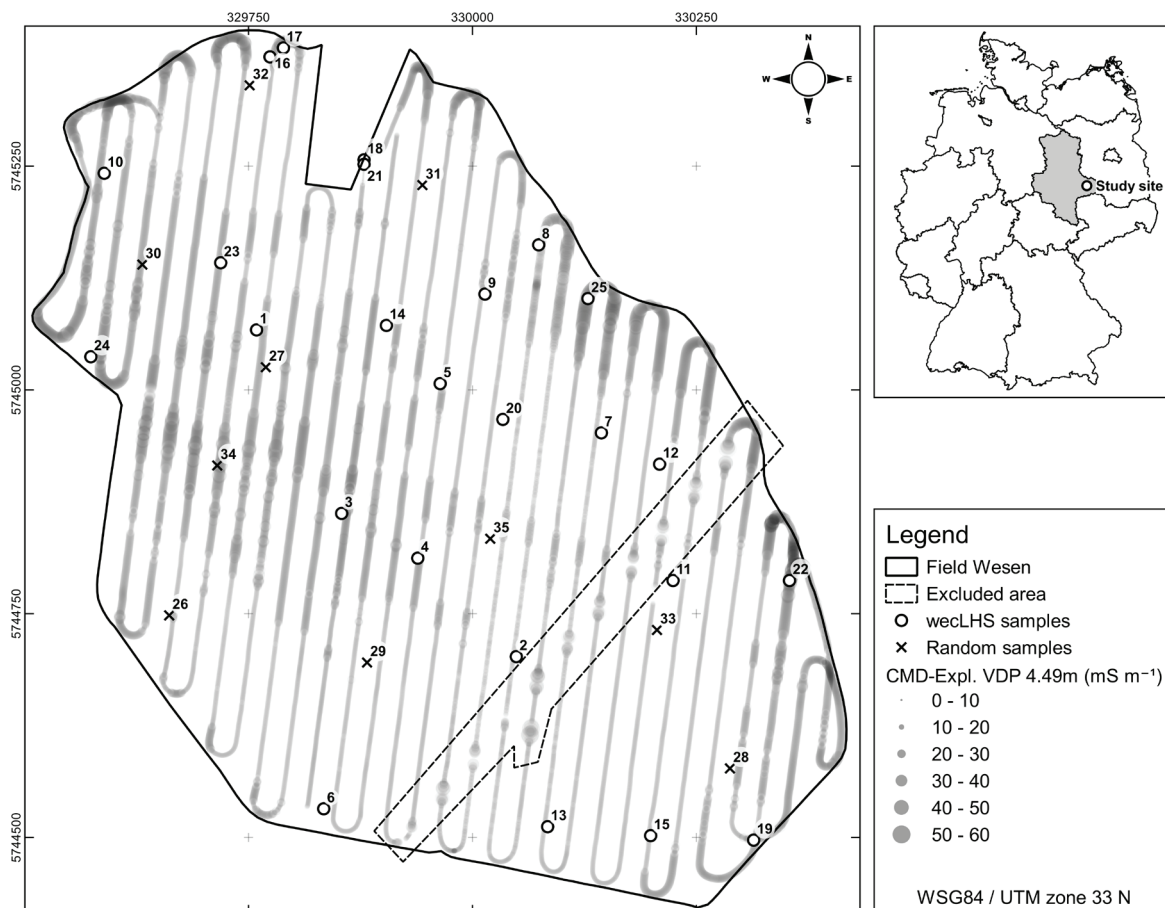 329750
330000
330250
5745250
5745000
5744750
5744500
N
W
E
S
17
16
32
18
21
10
31
30
23
8
9
25
1
14
24
27
5
20
7
12
34
3
35
4
11
22
26
33
29
2
28
6
13
15
19
Study site
Legend
Field Wesen
Excluded area
wecLHS samples
Random samples
CMD-Expl. VDP 4.49m (mS m⁻¹)
0 - 10
10 - 20
20 - 30
30 - 40
40 - 50
50 - 60
WSG84 / UTM zone 33 N